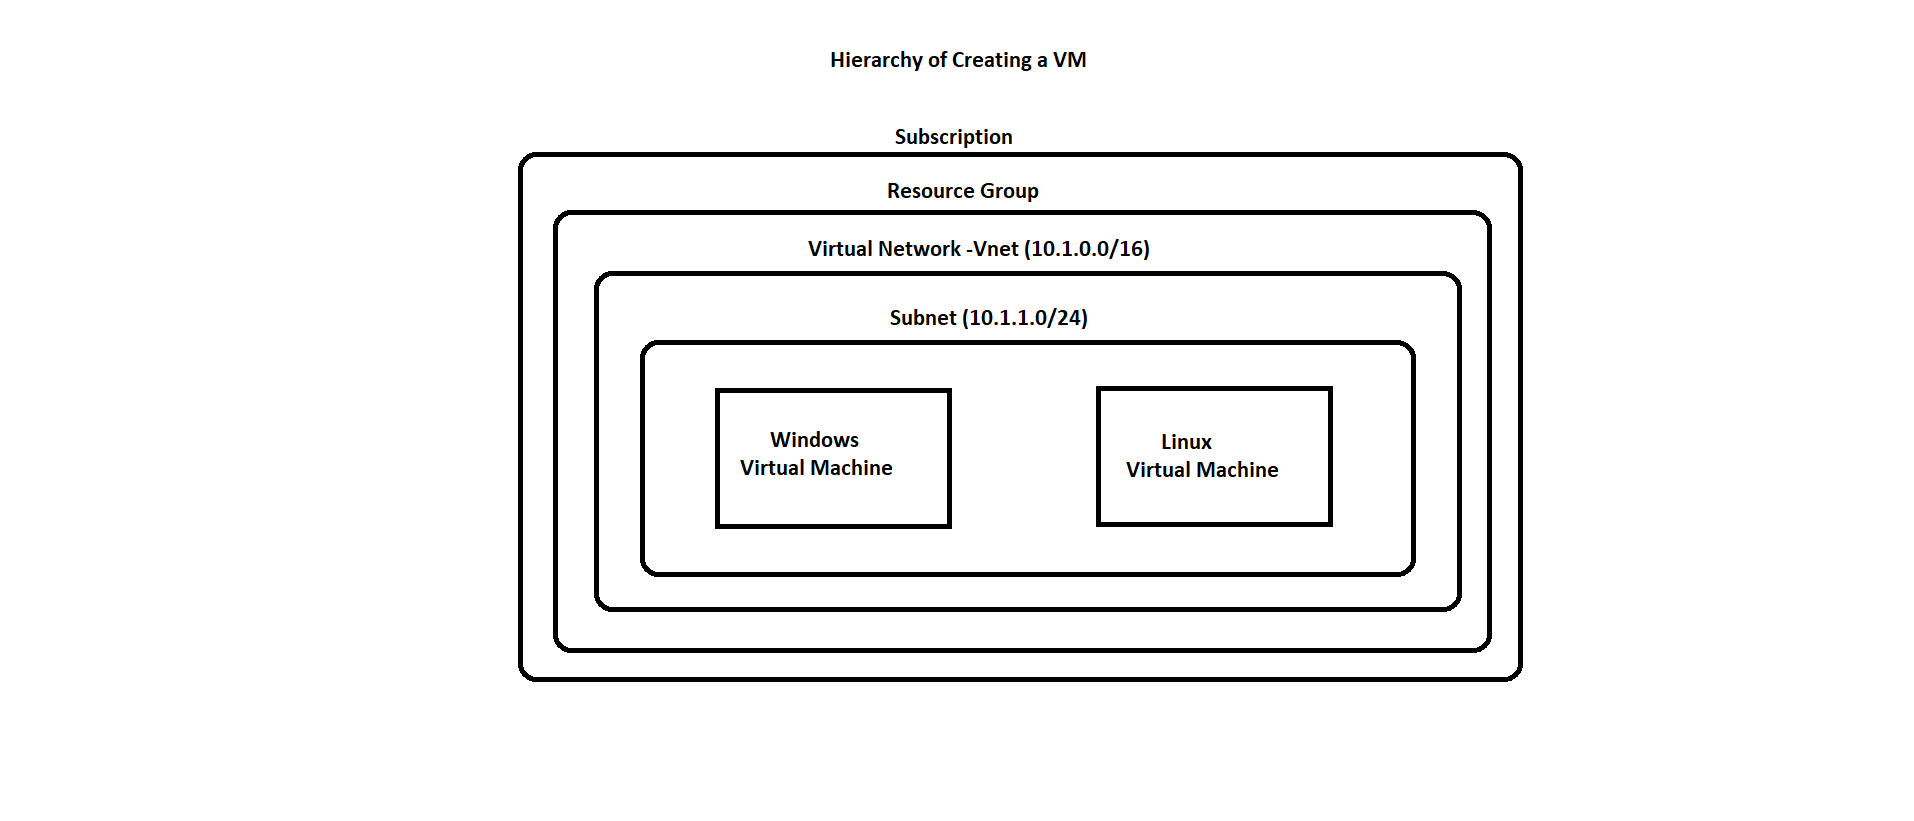 Hierarchy of Creating a VM
Subscription
Resource Group
Virtual Network -Vnet (10.1.0.0/16)
Subnet (10.1.1.0/24)
Windows
Virtual Machine
Linux
Virtual Machine